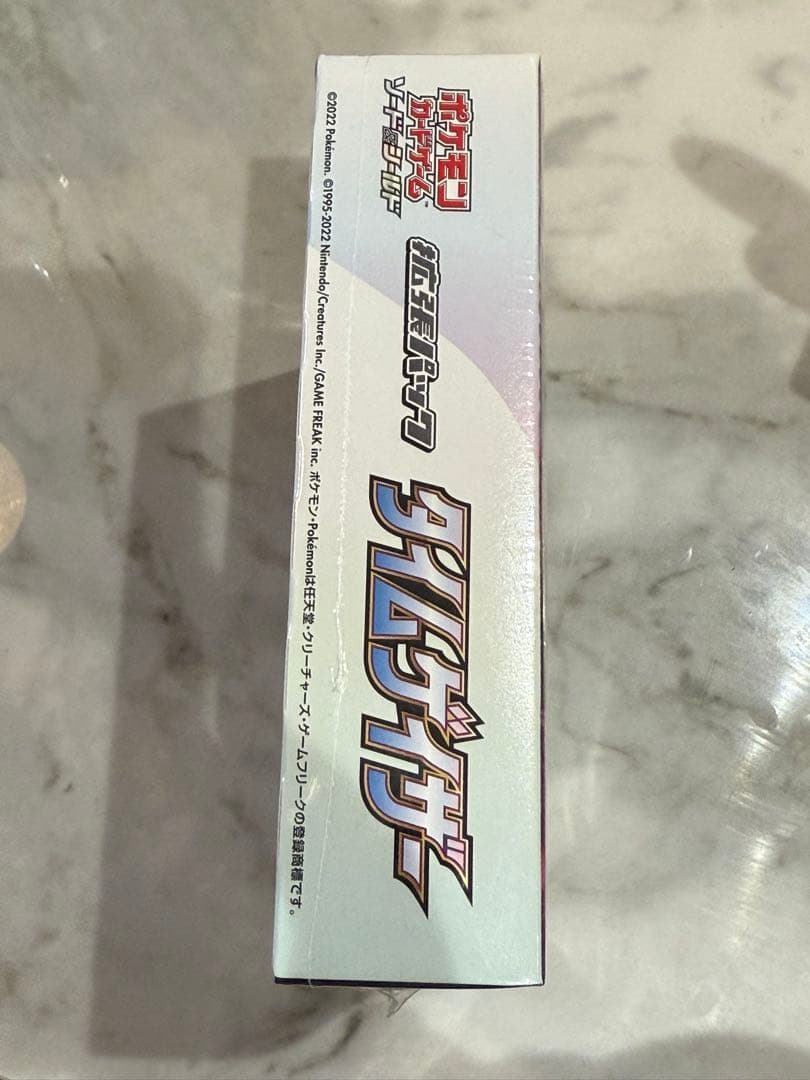 ポケモン
カードゲーム™
ソード&シールド
拡張パック
タイムゲイザー
©2022 Pokémon. ©1995-2022 Nintendo/Creatures Inc./GAME FREAK inc. ポケモン・Pokémonは任天堂・クリーチャーズ・ゲームフリークの登録商標です。